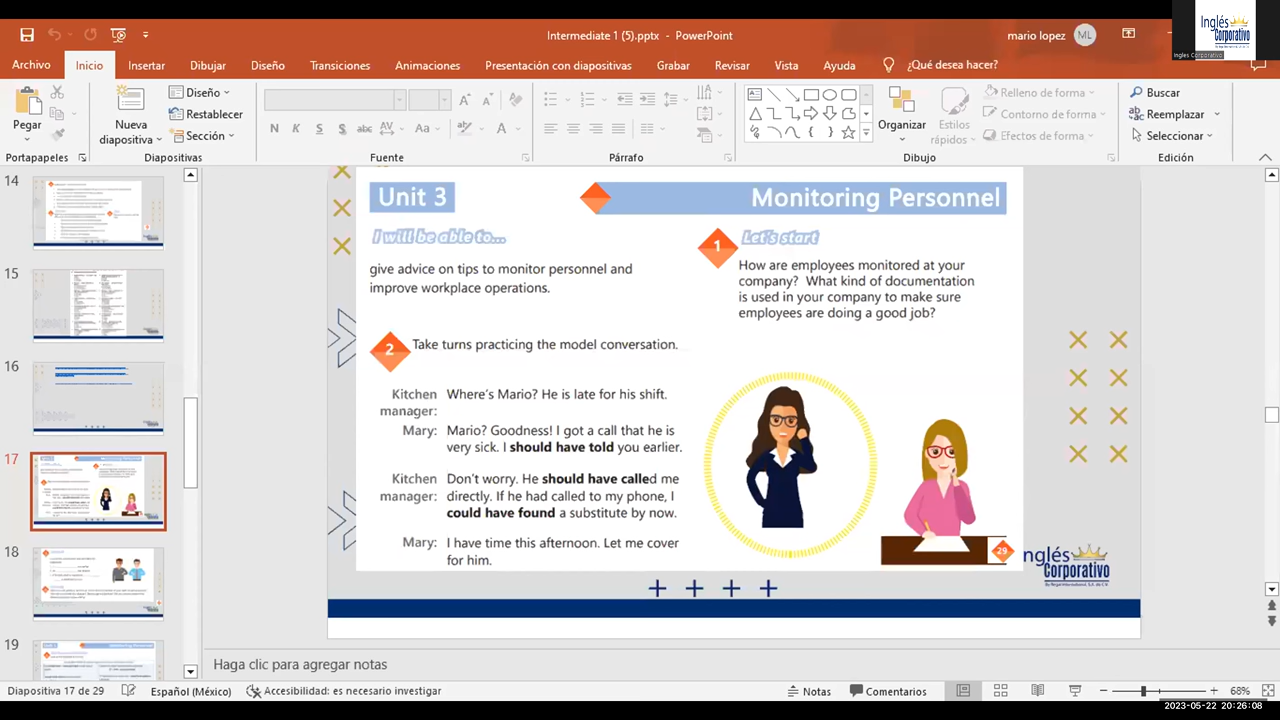 Intermediate 1 (5).pptx - PowerPoint
mario lopez
ML
Inglés
Corporativo
Ingles Corporativo
Archivo
Inicio
Insertar
Dibujar
Diseño
Transiciones
Animaciones
Presentación con diapositivas
Grabar
Revisar
Vista
Ayuda
¿Qué desea hacer?
Pegar
Nueva
diapositiva
Diseño
Restablecer
Sección
N
K
S
S
abc
AV
Aa
A
Organizar
Estilos
rápidos
Relleno de forma
Contorno de forma
Efectos de forma
Buscar
Reemplazar
Seleccionar
Portapapeles
Diapositivas
Fuente
Párrafo
Dibujo
Edición
14
15
16
17
18
19
Unit 3
Monitoring Personnel
I will be able to...
give advice on tips to monitor personnel and
improve workplace operations.
1
Let's start
How are employees monitored at your
company? What kind of documentation
is used in your company to make sure
employees are doing a good job?
2
Take turns practicing the model conversation.
Kitchen manager: Where's Mario? He is late for his shift.
Mary: Mario? Goodness! I got a call that he is
very sick. I should have told you earlier.
Kitchen manager: Don't worry. He should have called me
directly. If he had called to my phone, I
could have found a substitute by now.
Mary: I have time this afternoon. Let me cover
for him.
29
Inglés
Corporativo
Haga clic para agregar notas
Diapositiva 17 de 29
Español (México)
Accesibilidad: es necesario investigar
Notas
Comentarios
68%
2023-05-22 20:26:08